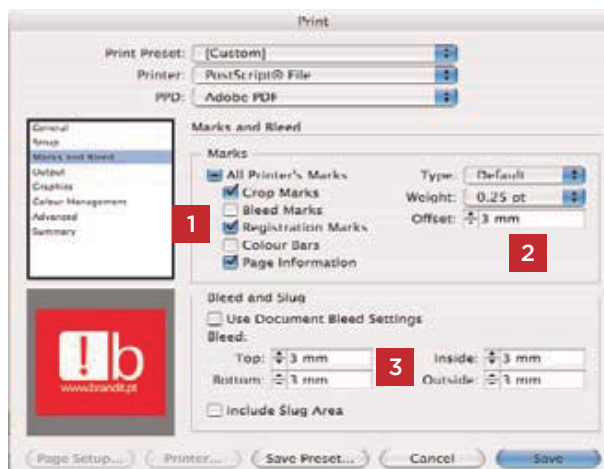 Print
Print Preset: [Custom]
Printer: PostScript® File
PPD: Adobe PDF
General
Setup
Marks and Bleed
Output
Graphics
Colour Management
Advanced
Summary
Marks and Bleed
Marks
All Printer's Marks
Crop Marks
Bleed Marks
Registration Marks
Colour Bars
Page Information
Type: Default
Weight: 0.25 pt
Offset: 3 mm
1
2
Bleed and Slug
Use Document Bleed Settings
Bleed:
Top: 3 mm
Inside: 3 mm
Bottom: 3 mm
Outside: 3 mm
3
Include Slug Area
!b
www.brandit.pt
Page Setup...
Printer...
Save Preset...
Cancel
Save